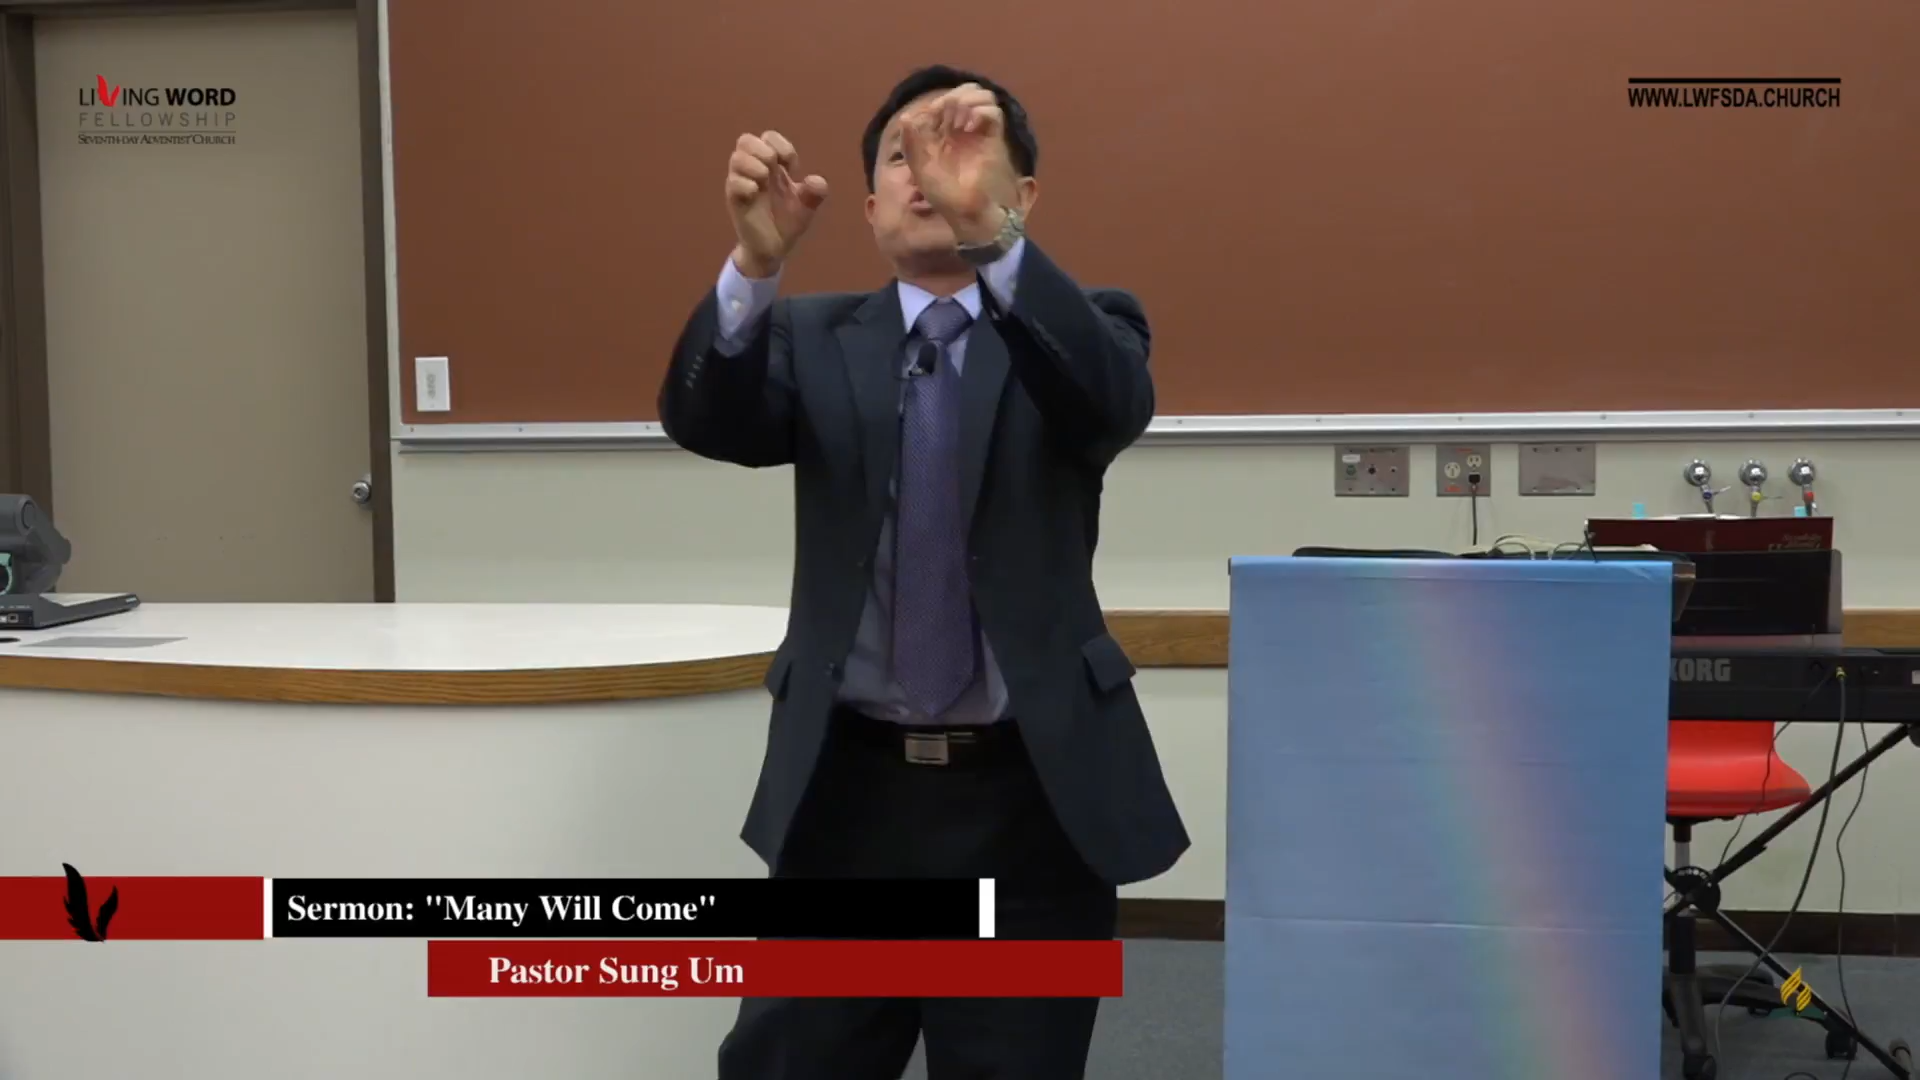 LIVING WORD
FELLOWSHIP
SEVENTH-DAY ADVENTIST CHURCH
WWW.LWFSDA.CHURCH
KORG
Sermon: "Many Will Come"
Pastor Sung Um